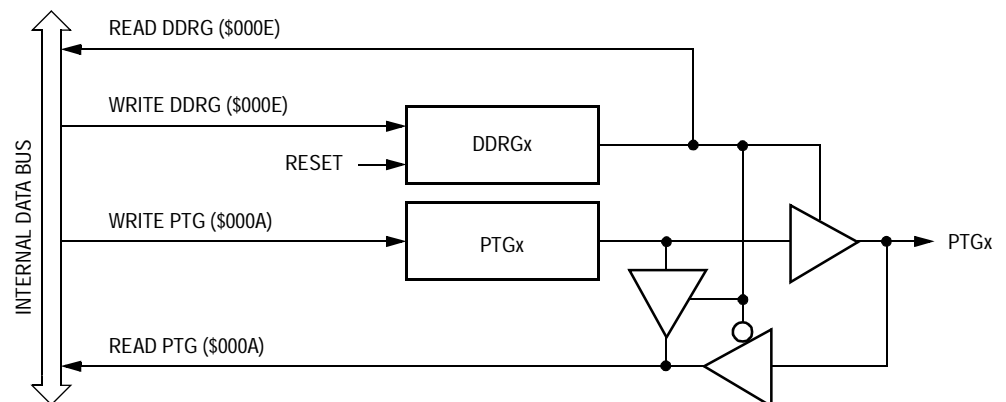 READ DDRG ($000E)
WRITE DDRG ($000E)
DDRGx
RESET
INTERNAL DATA BUS
WRITE PTG ($000A)
PTGx
PTGx
READ PTG ($000A)